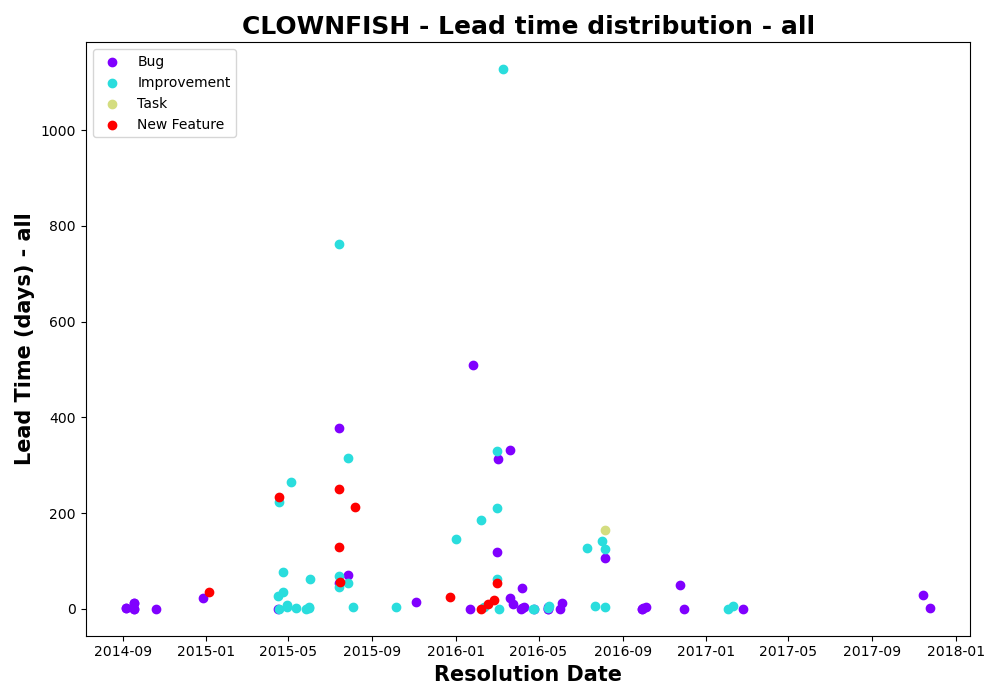 CLOWNFISH - Lead time distribution - all
Bug
Improvement
Task
New Feature
Lead Time (days) - all
1000
800
600
400
200
0
2014-09 2015-01 2015-05 2015-09 2016-01 2016-05 2016-09 2017-01 2017-05 2017-09 2018-01
Resolution Date